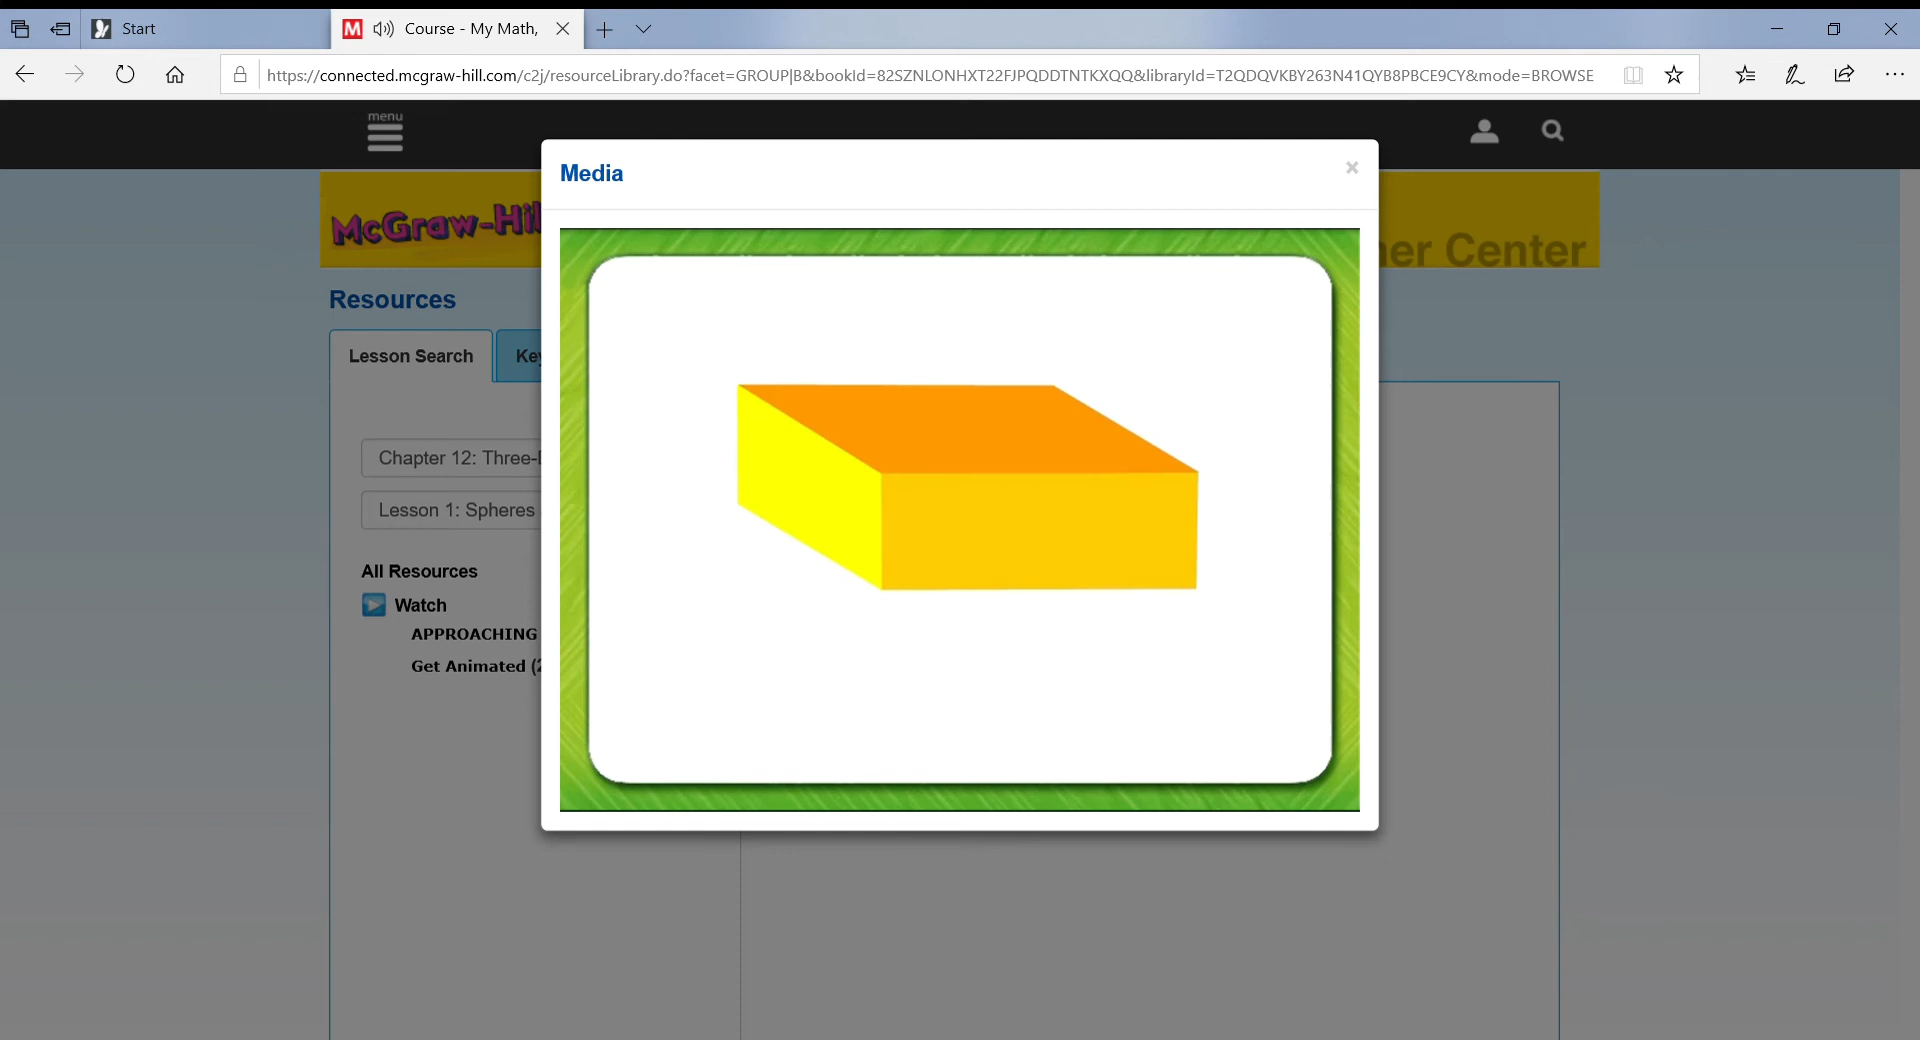 Start
Course - My Math,
https://connected.mcgraw-hill.com/c2j/resourceLibrary.do?facet=GROUP|B&bookId=82SZNLONHXT22FJPQDDTNTKXQQ&libraryId=T2QDQVKBY263N41QYB8PBCE9CY&mode=BROWSE
menu
Media
McGraw-Hil
er Center
Resources
Lesson Search
Key
Chapter 12: Three-
Lesson 1: Spheres
All Resources
Watch
APPROACHING
Get Animated (2